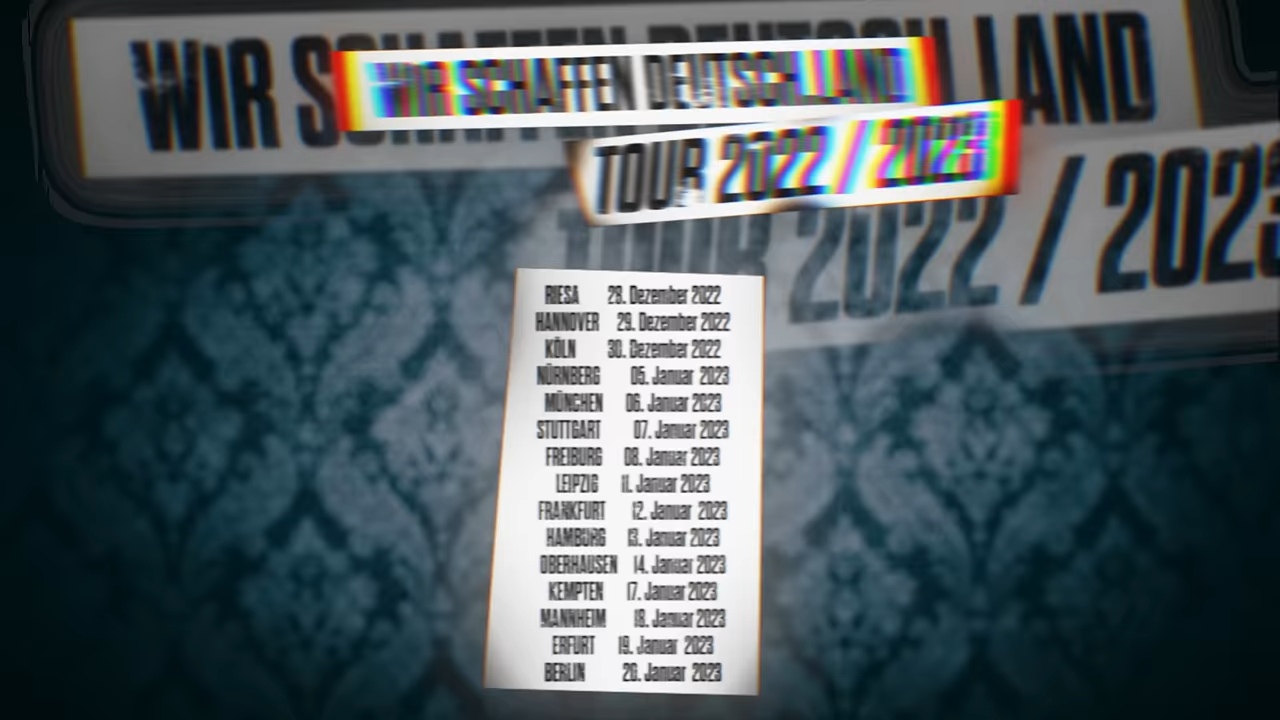 WIR SCHAFFEN DEUTSCH.LAND
TOUR 2022 / 2023
RIESA 28. Dezember 2022
HANNOVER 29. Dezember 2022
KÖLN 30. Dezember 2022
NÜRNBERG 05. Januar 2023
MÜNCHEN 06. Januar 2023
STUTTGART 07. Januar 2023
FREIBURG 08. Januar 2023
LEIPZIG 11. Januar 2023
FRANKFURT 12. Januar 2023
HAMBURG 13. Januar 2023
OBERHAUSEN 14. Januar 2023
KEMPTEN 17. Januar 2023
MANNHEIM 18. Januar 2023
ERFURT 19. Januar 2023
BERLIN 26. Januar 2023